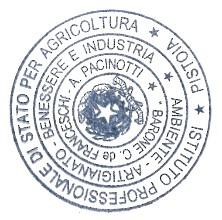 ISTITUTO PROFESSIONALE DI STATO PER AGRICOLTURA ★ PISTOIA ★
AMBIENTE - ARTIGIANATO - BENESSERE E INDUSTRIA ★
"BARONE C. de FRANCESCHI - A. PACINOTTI"